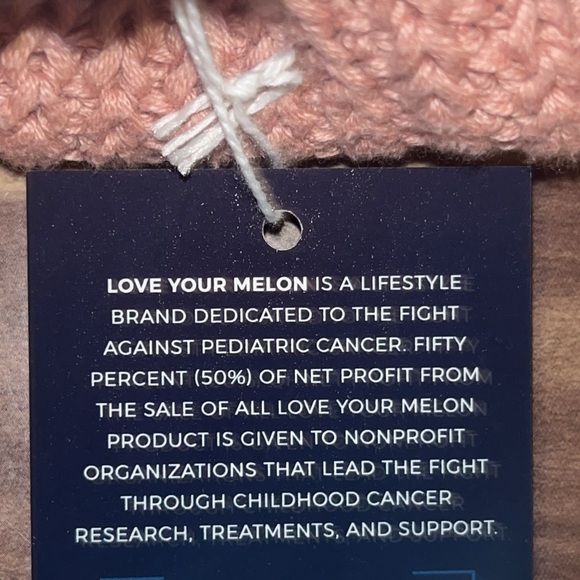 LOVE YOUR MELON IS A LIFESTYLE
BRAND DEDICATED TO THE FIGHT
AGAINST PEDIATRIC CANCER. FIFTY
PERCENT (50%) OF NET PROFIT FROM
THE SALE OF ALL LOVE YOUR MELON
PRODUCT IS GIVEN TO NONPROFIT
ORGANIZATIONS THAT LEAD THE FIGHT
THROUGH CHILDHOOD CANCER
RESEARCH, TREATMENTS, AND SUPPORT.